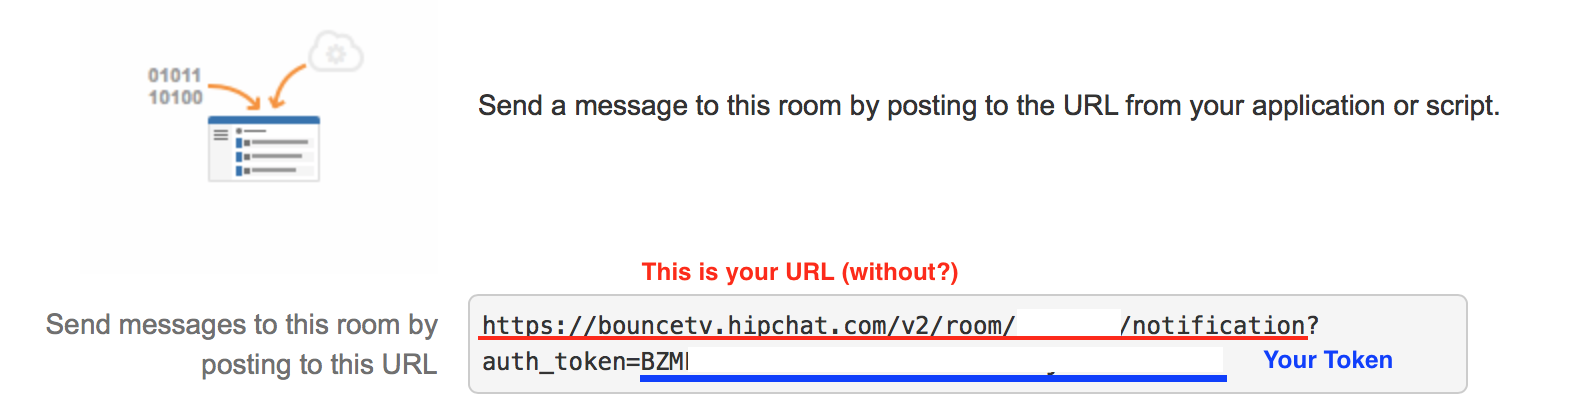 01011
10100
Send a message to this room by posting to the URL from your application or script.
This is your URL (without?)
Send messages to this room by
posting to this URL
https://bouncetv.hipchat.com/v2/room/ /notification?
auth_token=BZM
Your Token